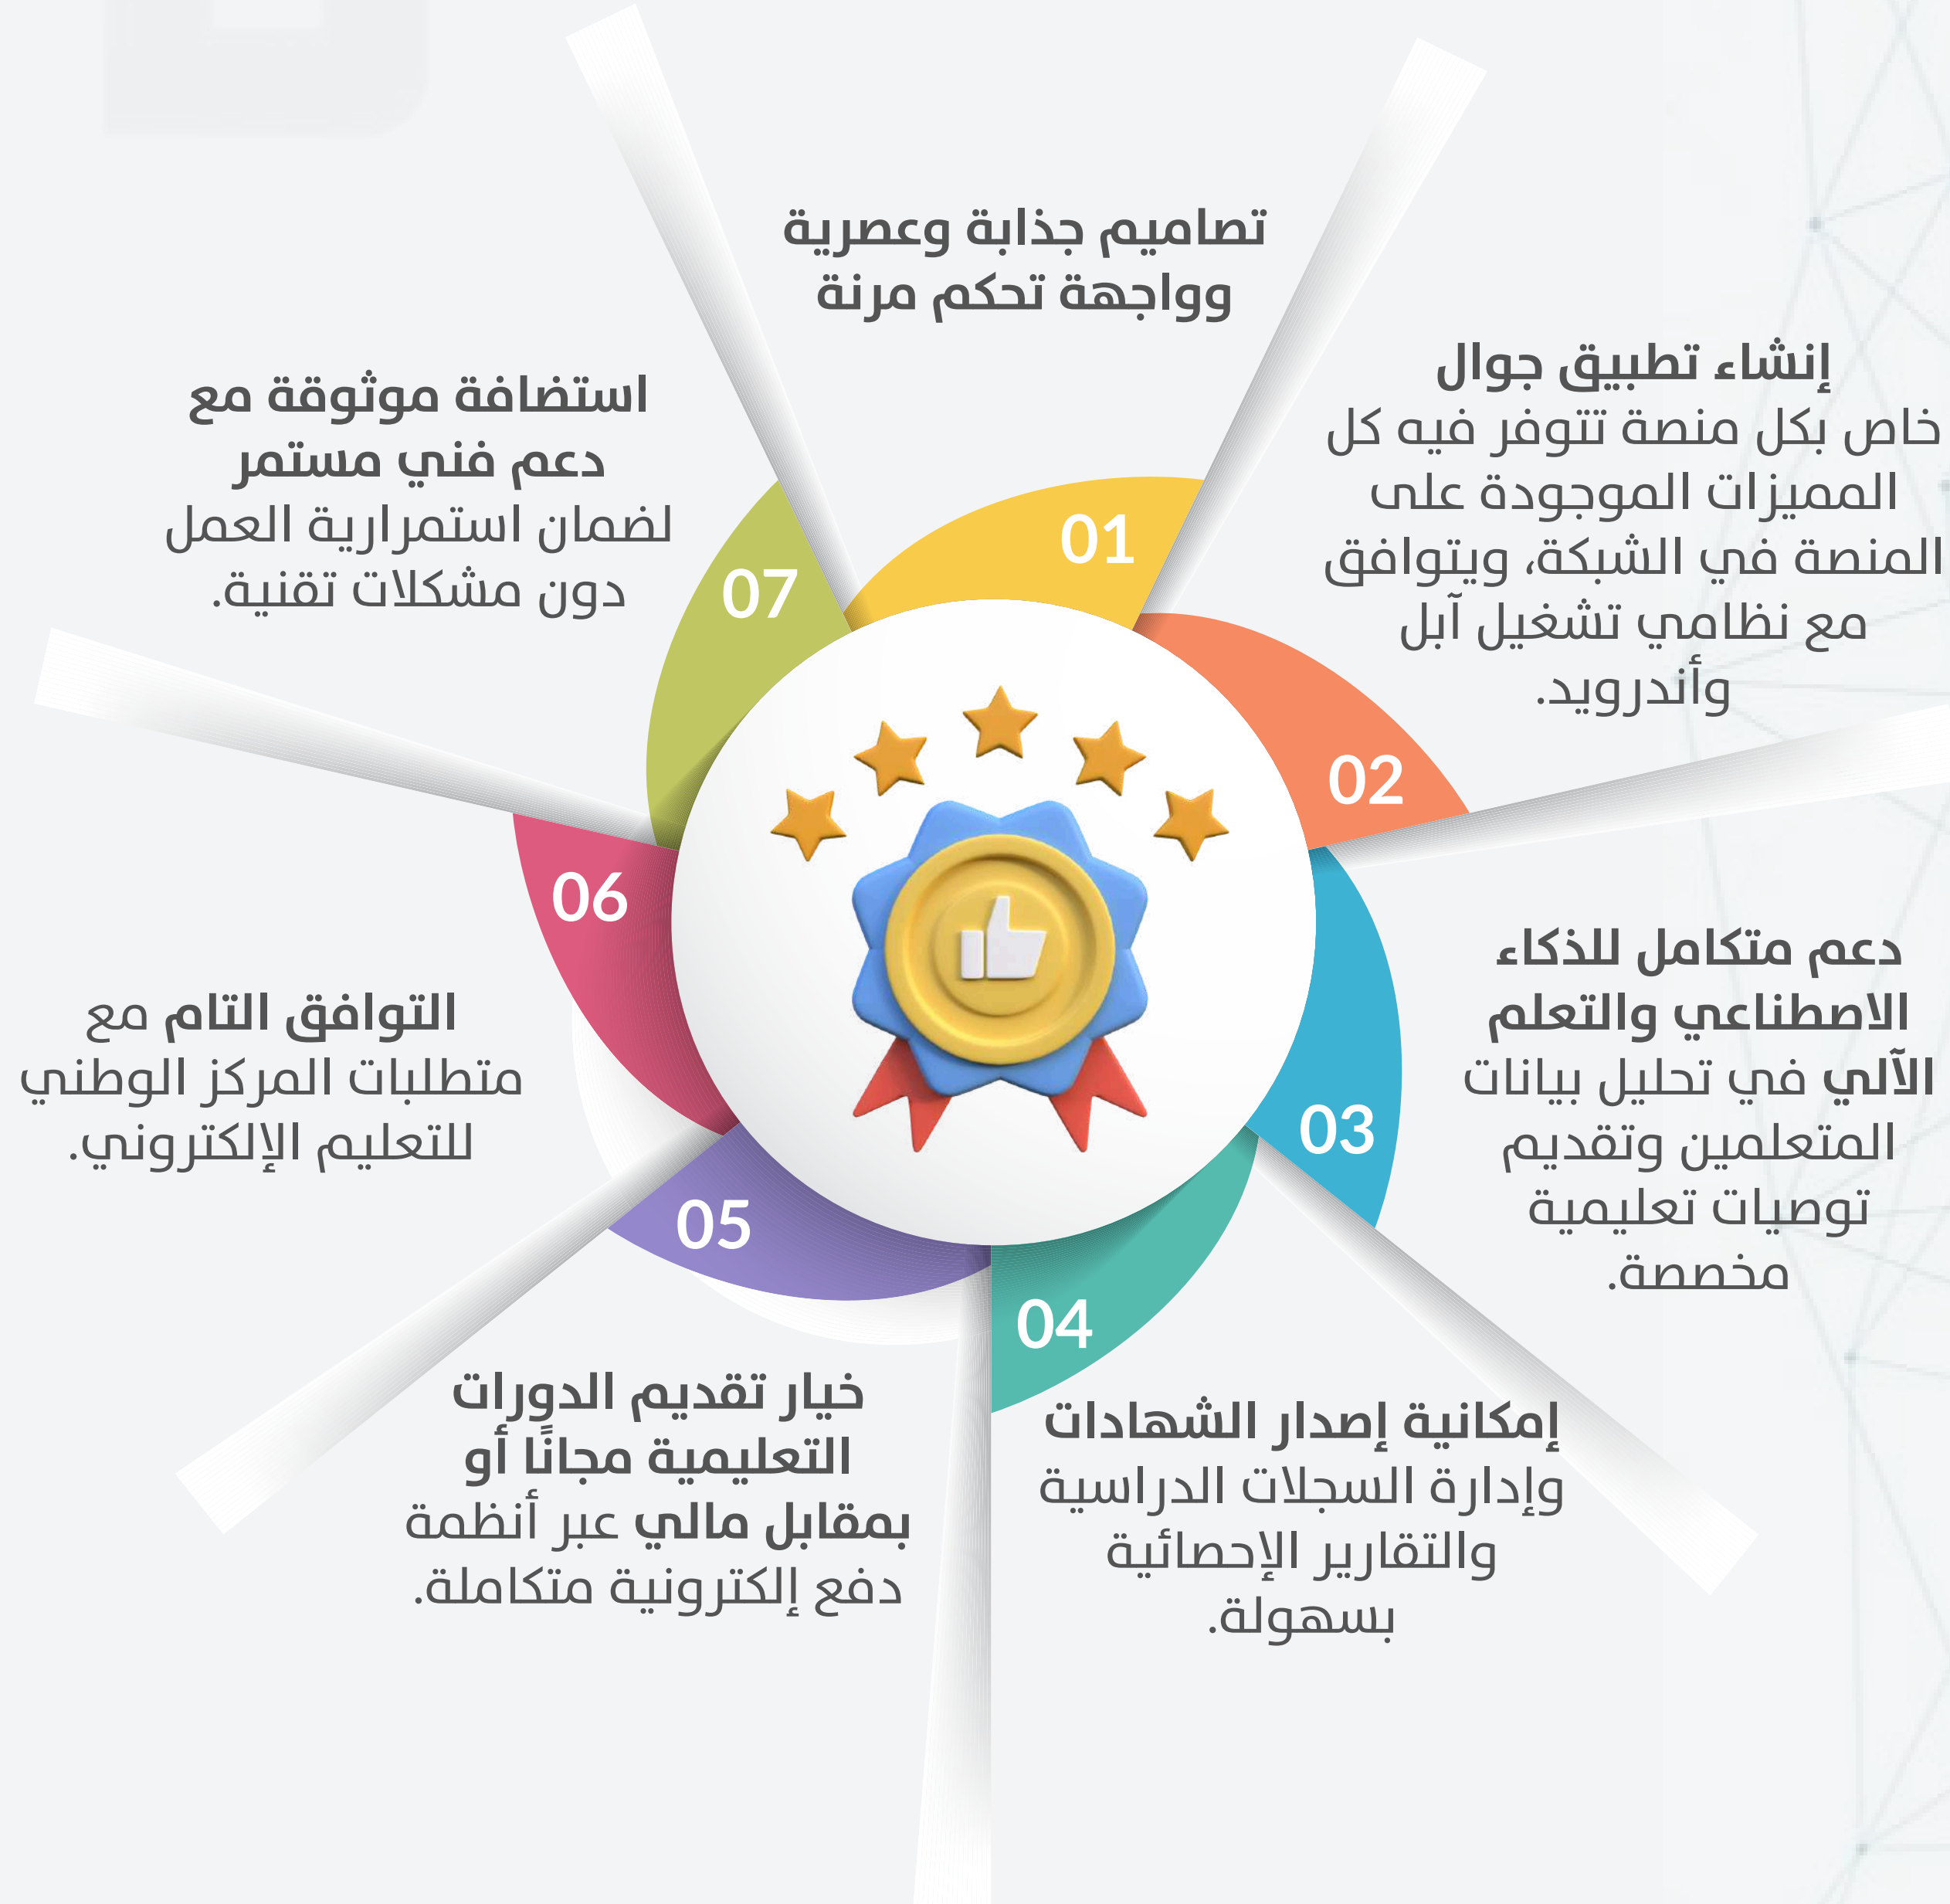 01
تصاميم جذابة وعصرية
وواجهة تحكم مرنة
02
إنشاء تطبيق جوال
خاص بكل منصة تتوفر فيه كل
المميزات الموجودة على
المنصة في الشبكة، ويتوافق
مع نظامي تشغيل آبل
وأندرويد.
03
دعم متكامل للذكاء
الاصطناعي والتعلم
الآلي في تحليل بيانات
المتعلمين وتقديم
توصيات تعليمية
مخصصة.
04
إمكانية إصدار الشهادات
وإدارة السجلات الدراسية
والتقارير الإحصائية
بسهولة.
05
خيار تقديم الدورات
التعليمية مجانًا أو
بمقابل مالي عبر أنظمة
دفع إلكترونية متكاملة.
06
التوافق التام مع
متطلبات المركز الوطني
للتعليم الإلكتروني.
07
استضافة موثوقة مع
دعم فني مستمر
لضمان استمرارية العمل
دون مشكلات تقنية.